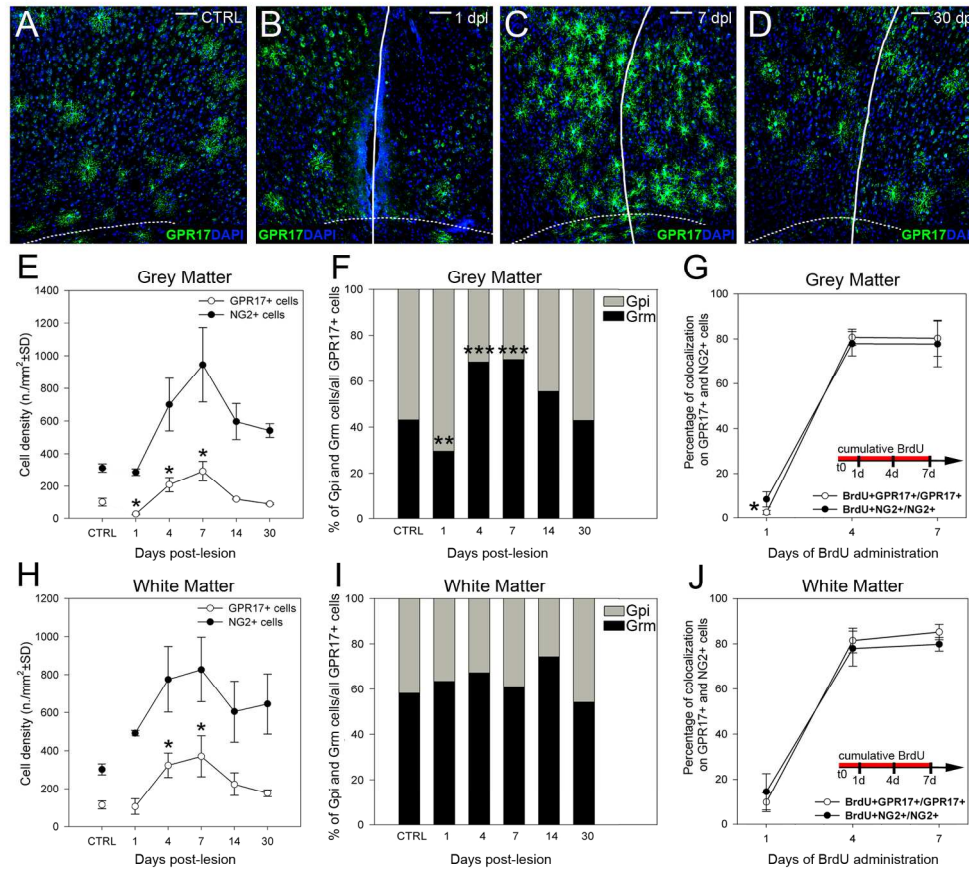 A
CTRL
GPR17DAPI
B
1 dpl
GPR17DAPI
C
7 dpl
GPR17DAPI
D
30 dpl
GPR17DAPI
E
Grey Matter
1400
1200
1000
800
600
400
200
0
Cell density (n./mm²±SD)
GPR17+ cells
NG2+ cells
*
*
*
CTRL 1 4 7 14 30
Days post-lesion
F
Grey Matter
100
80
60
40
20
0
% of Gpi and Grm cells/all GPR17+ cells
Gpi
Grm
**
***
***
CTRL 1 4 7 14 30
Days post-lesion
G
Grey Matter
100
80
60
40
20
0
Percentage of colocalization
on GPR17+ and NG2+ cells
cumulative BrdU
t0 1d 4d 7d
BrdU+GPR17+/GPR17+
BrdU+NG2+/NG2+
*
1 4 7
Days of BrdU administration
H
White Matter
1200
1000
800
600
400
200
0
Cell density (n./mm²±SD)
GPR17+ cells
NG2+ cells
*
*
CTRL 1 4 7 14 30
Days post-lesion
I
White Matter
100
80
60
40
20
0
% of Gpi and Grm cells/all GPR17+ cells
Gpi
Grm
CTRL 1 4 7 14 30
Days post-lesion
J
White Matter
100
80
60
40
20
0
Percentage of colocalization
on GPR17+ and NG2+ cells
cumulative BrdU
t0 1d 4d 7d
BrdU+GPR17+/GPR17+
BrdU+NG2+/NG2+
1 4 7
Days of BrdU administration